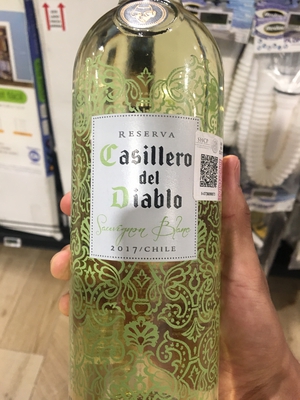 RESERVA
Casillero
del
Diablo
Sauvignon Blanc
2017/CHILE